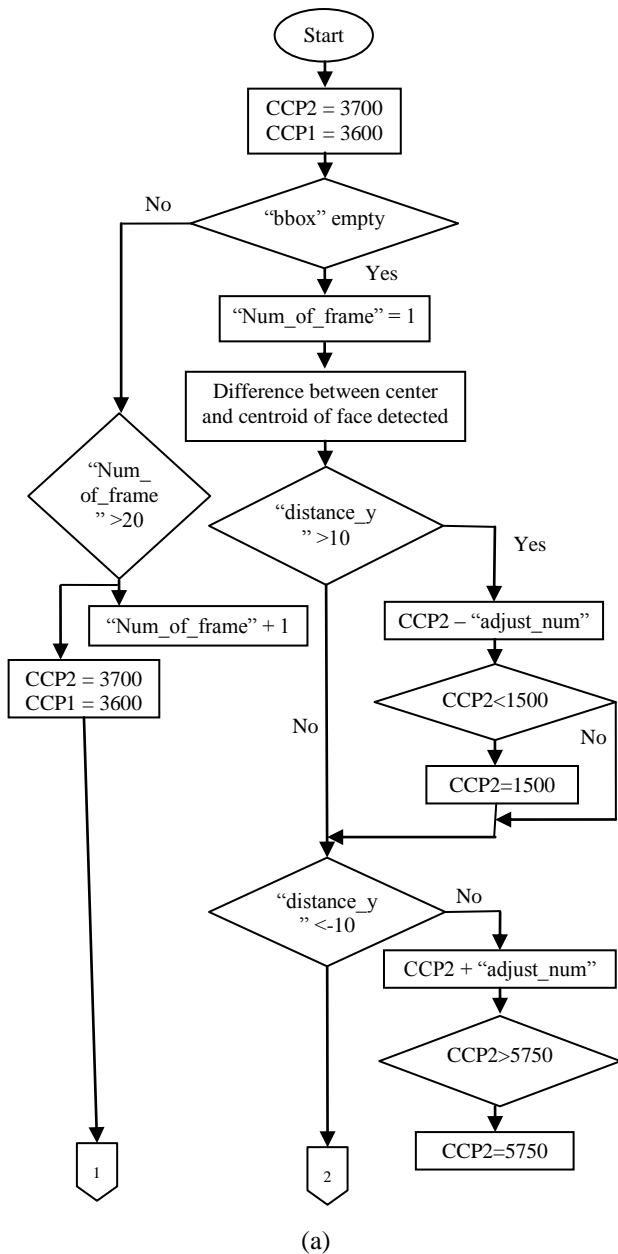 Start
CCP2 = 3700
CCP1 = 3600
“bbox” empty
No
Yes
“Num_of_frame” = 1
Difference between center
and centroid of face detected
“Num_
of_frame
” >20
“distance_y
” >10
Yes
“Num_of_frame” + 1
CCP2 – “adjust_num”
CCP2 = 3700
CCP1 = 3600
CCP2<1500
No
No
CCP2=1500
“distance_y
” <-10
No
CCP2 + “adjust_num”
CCP2>5750
CCP2=5750
1
2
(a)